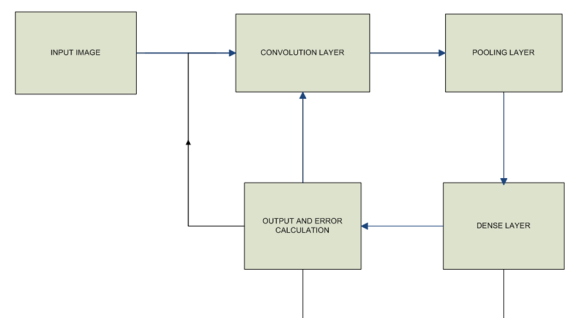 INPUT IMAGE
CONVOLUTION LAYER
POOLING LAYER
OUTPUT AND ERROR
CALCULATION
DENSE LAYER